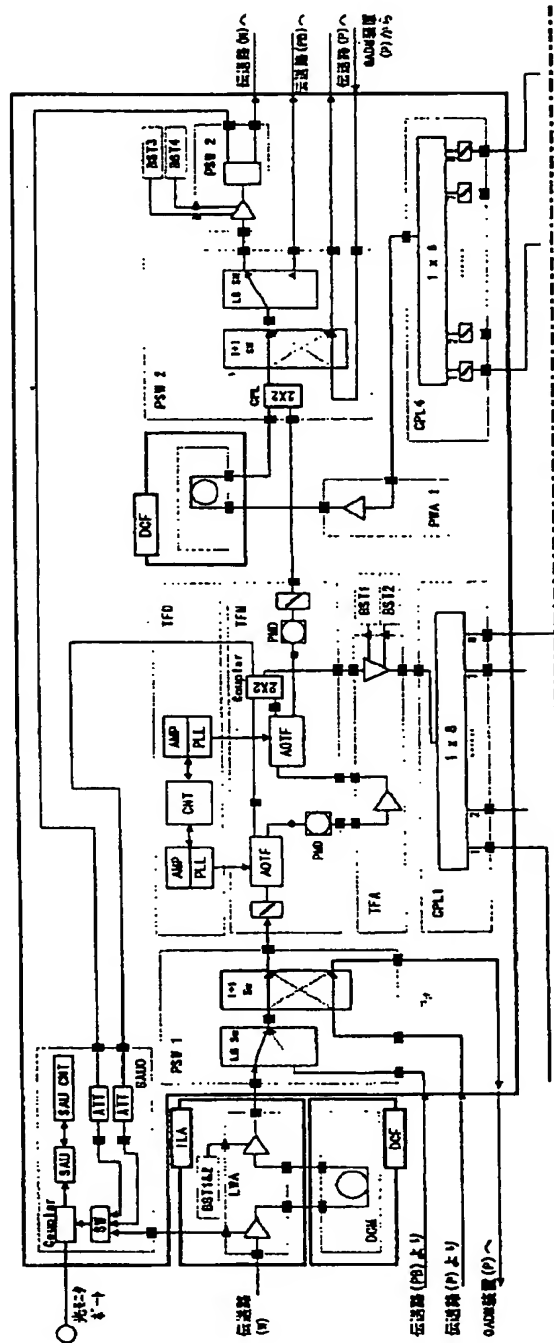 光モニタ
ポート
Coupler
SAU
SAU CNT
SW
ATT
ATT
SAUO
伝送路
(W)
ILA
BST1&2
LWA
DCM
DCF
伝送路(PB)より
伝送路(P)より
OADM装置(P)へ
PSW 1
LB SW
1+1
SW
TFD
AMP
PLL
CNT
AMP
PLL
TFM
Coupler
2X2
AOTF
AOTF
PMD
PMD
TFA
BST1
BST2
CPL1
1 x 8
1
2
8
DCF
PWA 1
PSW 2
CPL
2X2
1+1
SW
LB SW
BST3
BST4
PSW 2
CPL4
1 x 8
伝送路(W)へ
伝送路(PB)へ
伝送路(P)へ
OADM装置
(P)から